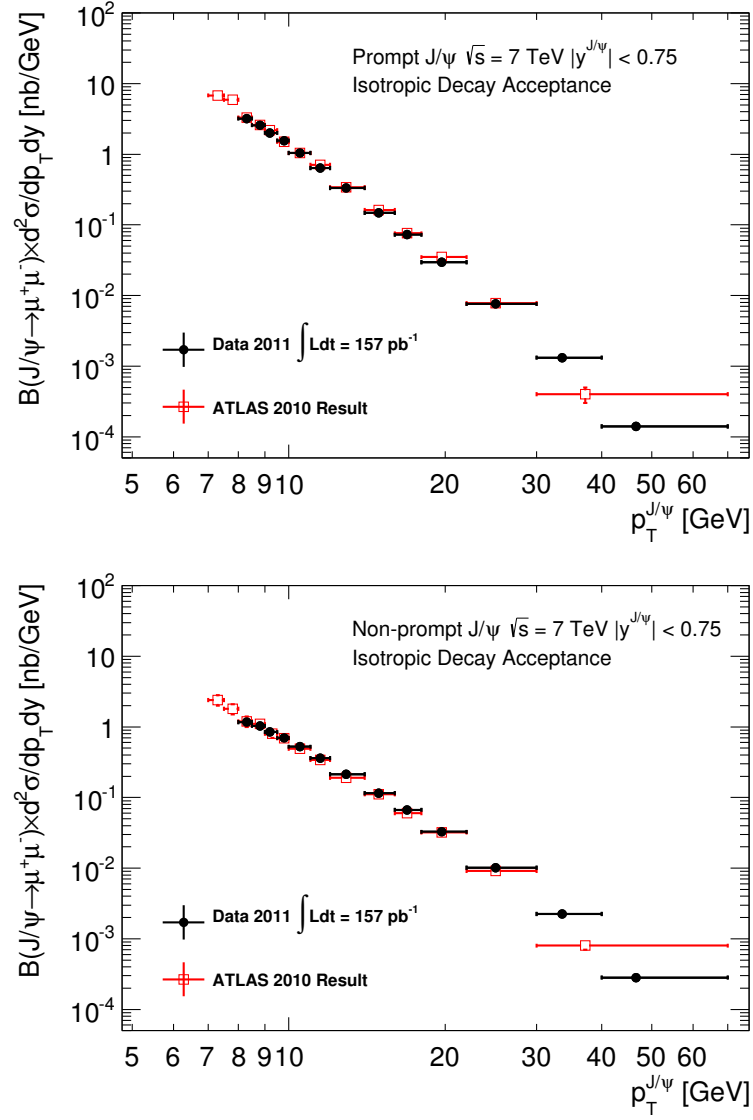 B(J/ψ→μ⁺μ⁻)×d²σ/dp_T dy [nb/GeV]
10²
10
1
10⁻¹
10⁻²
10⁻³
10⁻⁴
Prompt J/ψ √s = 7 TeV |y^{J/ψ}| < 0.75
Isotropic Decay Acceptance
Data 2011 ∫Ldt = 157 pb⁻¹
ATLAS 2010 Result
5 6 7 8 9 10 20 30 40 50 60
p_T^{J/ψ} [GeV]
B(J/ψ→μ⁺μ⁻)×d²σ/dp_T dy [nb/GeV]
10²
10
1
10⁻¹
10⁻²
10⁻³
10⁻⁴
Non-prompt J/ψ √s = 7 TeV |y^{J/ψ}| < 0.75
Isotropic Decay Acceptance
Data 2011 ∫Ldt = 157 pb⁻¹
ATLAS 2010 Result
5 6 7 8 9 10 20 30 40 50 60
p_T^{J/ψ} [GeV]